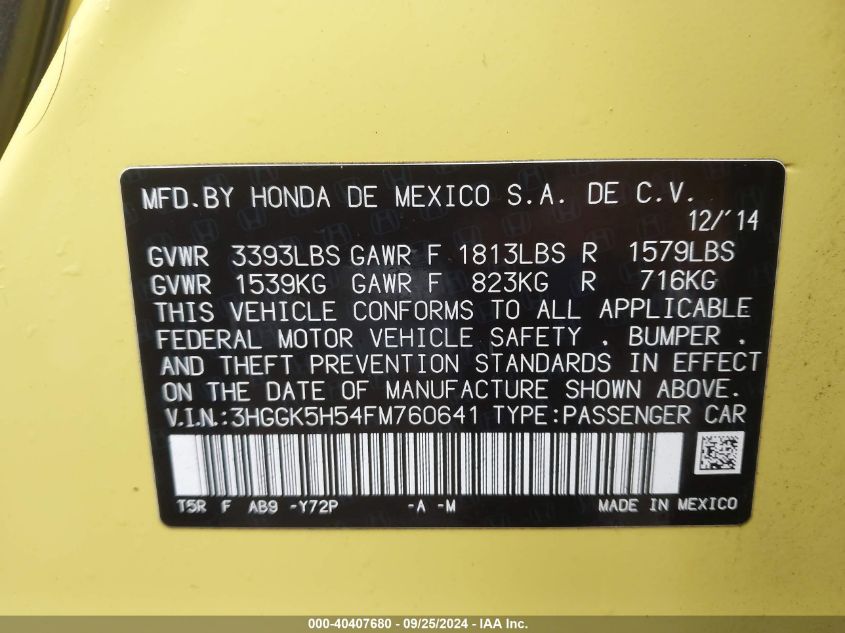 MFD.BY HONDA DE MEXICO S.A. DE C.V.
12/'14
GVWR 3393LBS GAWR F 1813LBS R 1579LBS
GVWR 1539KG GAWR F 823KG R 716KG
THIS VEHICLE CONFORMS TO ALL APPLICABLE
FEDERAL MOTOR VEHICLE SAFETY . BUMPER .
AND THEFT PREVENTION STANDARDS IN EFFECT
ON THE DATE OF MANUFACTURE SHOWN ABOVE.
V.I.N.:3HGGK5H54FM760641 TYPE:PASSENGER CAR
T5R F AB9 -Y72P -A -M MADE IN MEXICO
000-40407680 - 09/25/2024 - IAA Inc.